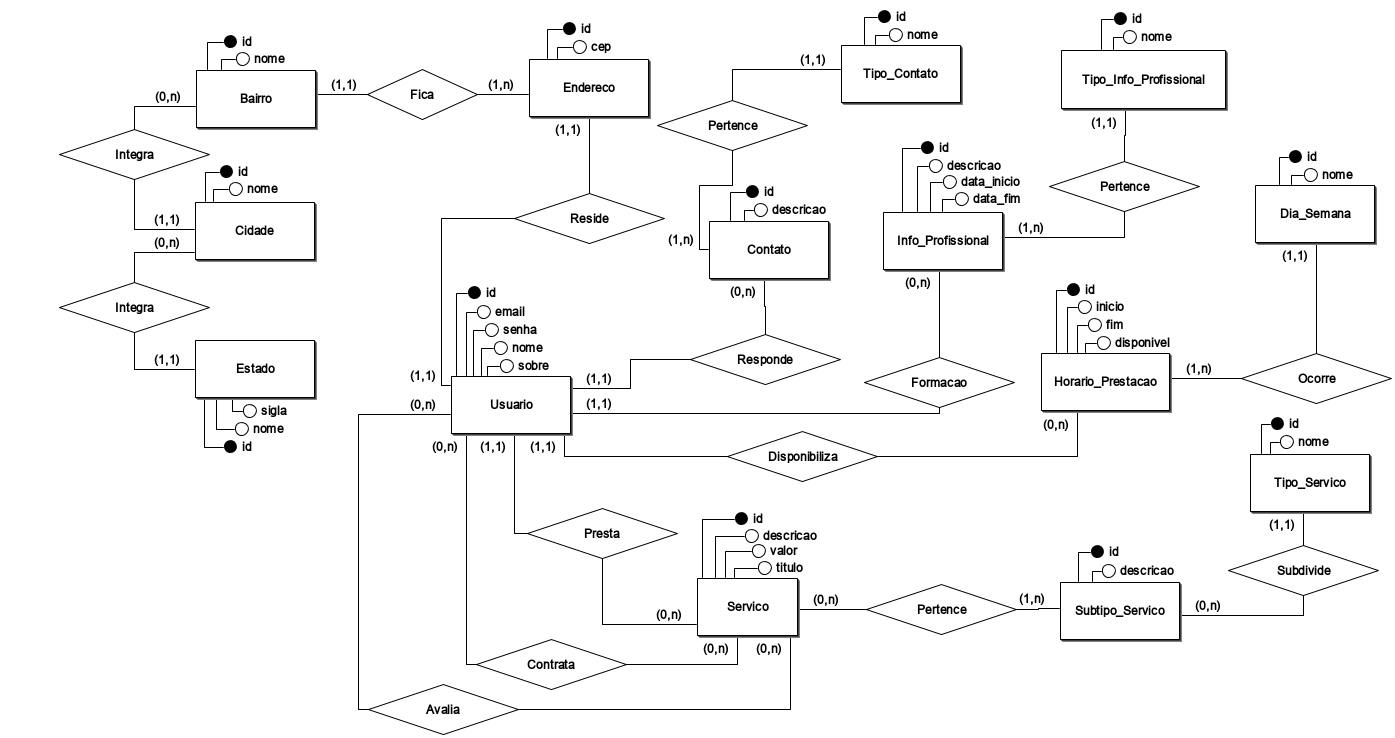 id
nome
Bairro
(1,1)
Fica
(1,n)
id
cep
Endereco
(1,1)
(0,n)
Integra
(1,1)
id
nome
Cidade
(0,n)
Integra
(1,1)
Estado
sigla
nome
id
Reside
(1,1)
id
nome
Tipo_Contato
(1,1)
Pertence
(1,n)
id
descricao
Contato
(0,n)
Responde
(1,1)
id
nome
Tipo_Info_Profissional
(1,1)
Pertence
(1,n)
id
descricao
data_inicio
data_fim
Info_Profissional
(0,n)
Formacao
(1,1)
id
nome
Dia_Semana
(1,1)
Ocorre
(1,n)
id
inicio
fim
disponivel
Horario_Prestacao
(0,n)
Disponibiliza
(1,1)
id
email
senha
nome
sobre
Usuario
(0,n)
(0,n)
(1,1)
Presta
(0,n)
id
descricao
valor
titulo
Servico
(0,n)
(0,n)
Contrata
Avalia
(0,n)
Pertence
(1,n)
id
descricao
Subtipo_Servico
(0,n)
Subdivide
(1,1)
id
nome
Tipo_Servico